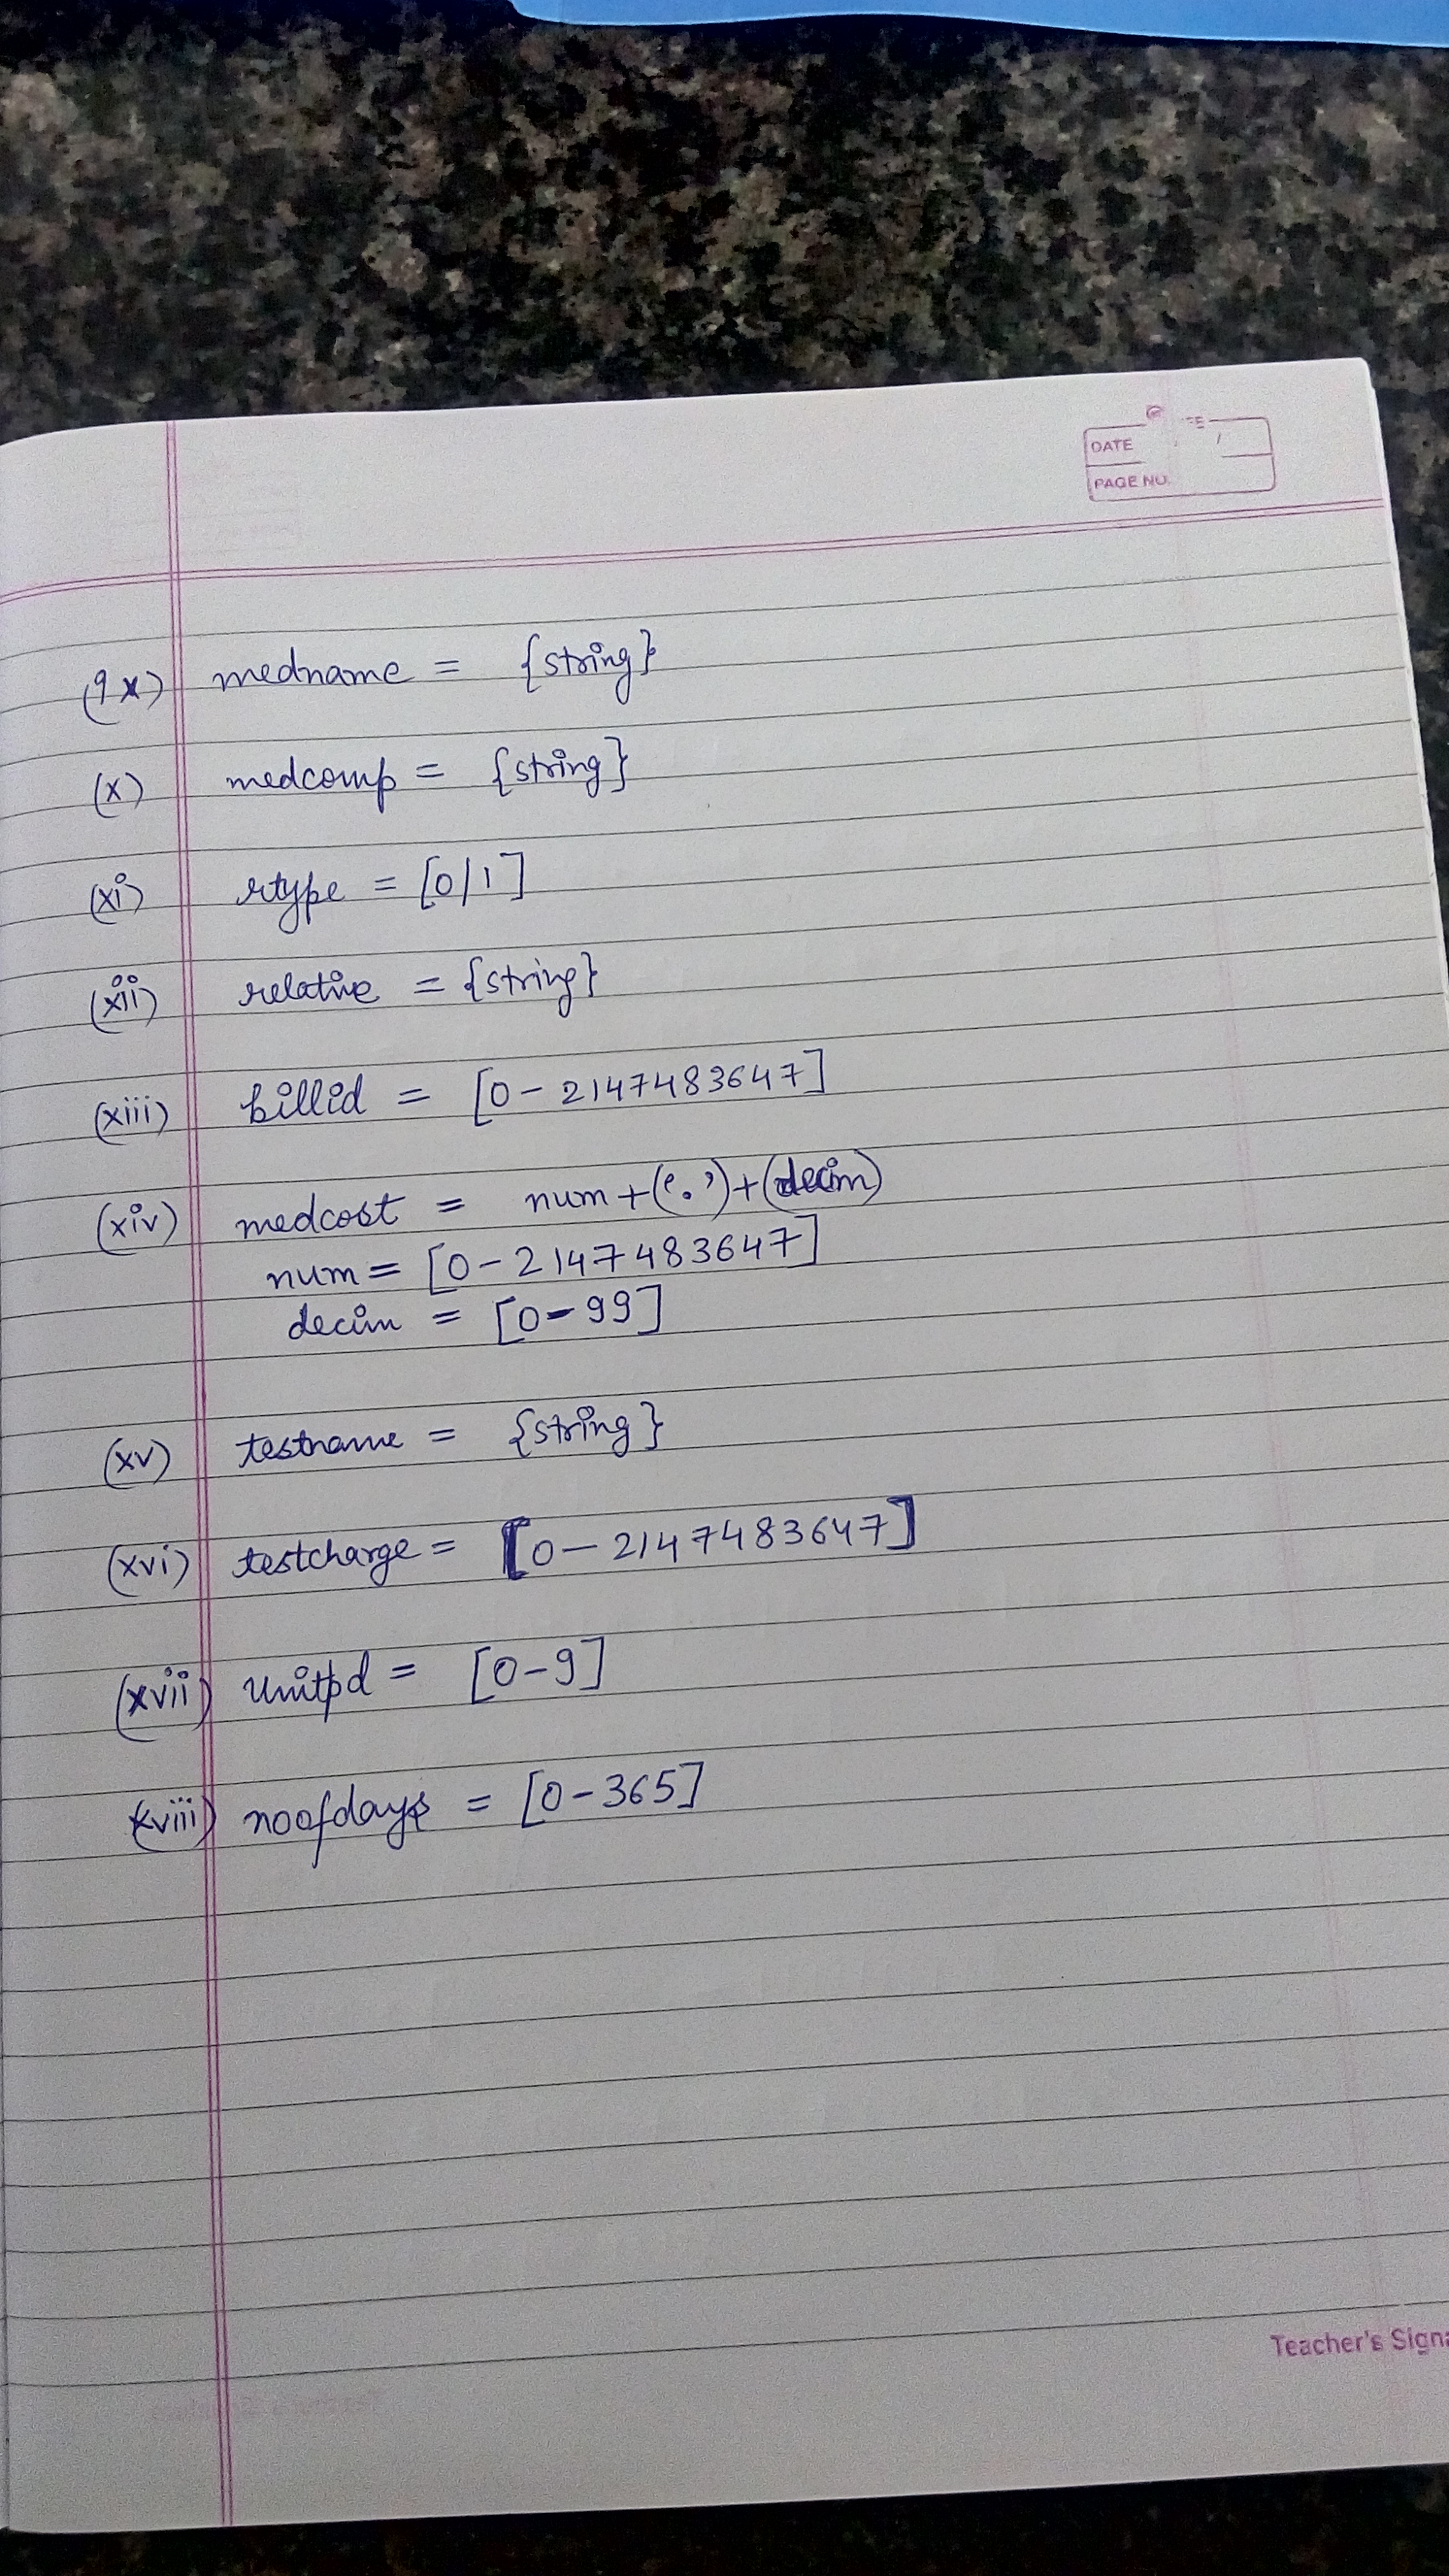 DATE
PAGE NO.
(ix) medname = {string}
(x) medcomp = {string}
(xi) rtype = [0/1]
(xii) relative = {string}
(xiii) billid = [0-2147483647]
(xiv) medcost = num+('.')+(decim)
num = [0-2147483647]
decim = [0-99]
(xv) testname = {string}
(xvi) testcharge = [0-2147483647]
(xvii) unitpd = [0-9]
(xviii) noofdays = [0-365]
Teacher's